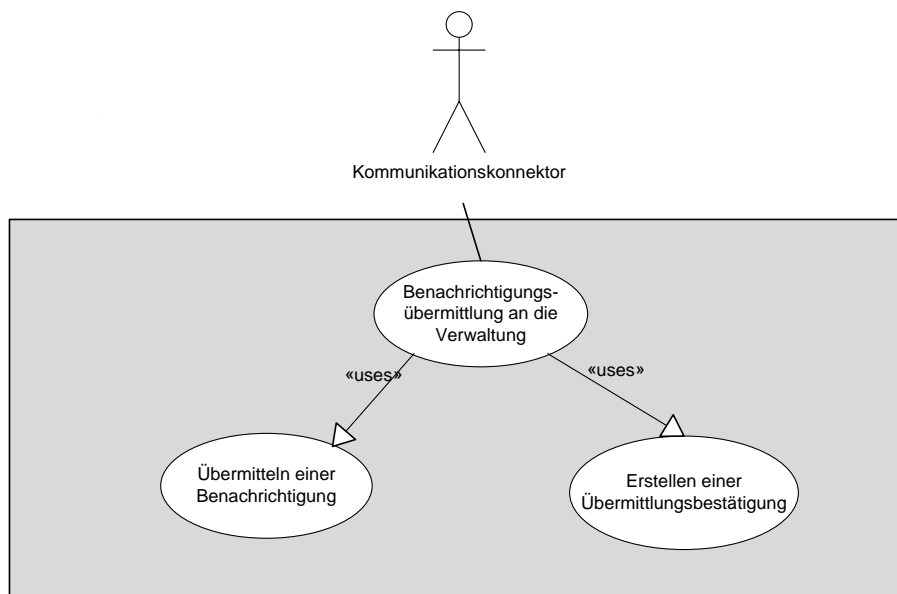 Kommunikationskonnektor
Benachrichtigungs-
übermittlung an die
Verwaltung
«uses»
«uses»
Übermitteln einer
Benachrichtigung
Erstellen einer
Übermittlungsbestätigung